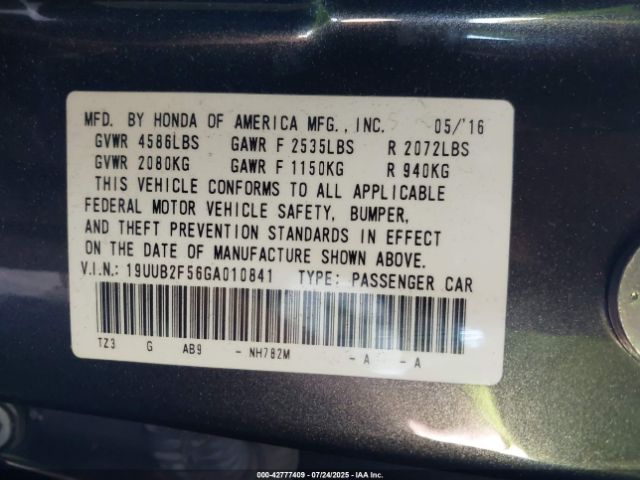 MFD. BY HONDA OF AMERICA MFG., INC. 05/'16
GVWR 4586LBS GAWR F 2535LBS R 2072LBS
GVWR 2080KG GAWR F 1150KG R 940KG
THIS VEHICLE CONFORMS TO ALL APPLICABLE
FEDERAL MOTOR VEHICLE SAFETY, BUMPER,
AND THEFT PREVENTION STANDARDS IN EFFECT
ON THE DATE OF MANUFACTURE SHOWN ABOVE.
V.I.N.: 19UUB2F56GA010841 TYPE: PASSENGER CAR
TZ3 G AB9 - NH782M - A - A
000-42777409 - 07/24/2025 - IAAI, Inc.